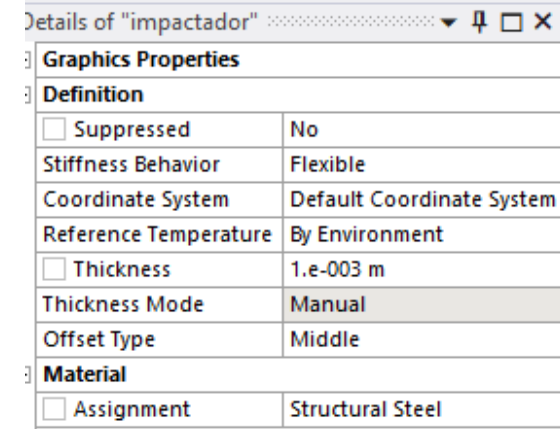 Details of "impactador"
Graphics Properties
Definition
Suppressed No
Stiffness Behavior Flexible
Coordinate System Default Coordinate System
Reference Temperature By Environment
Thickness 1.e-003 m
Thickness Mode Manual
Offset Type Middle
Material
Assignment Structural Steel